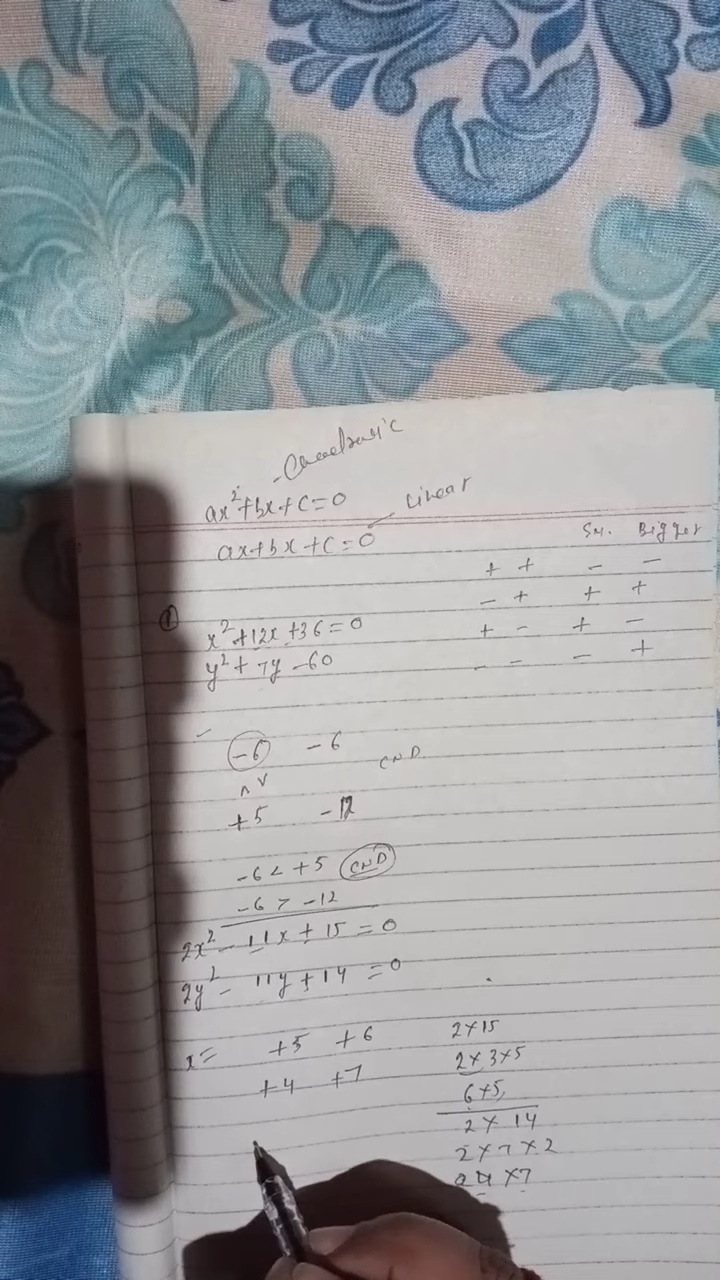 ax²+bx+c=0
Linear
ax+bx+c=0
Sm. Bigger
+ + - -
- + + +
① x²+12x+36=0
+ - + -
y²+7y-60
- - - +
-6 -6
CND
∧ ∨
+5 -12
-6 < +5 CND
-6 > -12
2x² - 11x + 15 = 0
2y² - 11y + 14 = 0
x= +5 +6
2×15
+4 +7
2×3×5
6×5
2×14
2×7×2
4×7